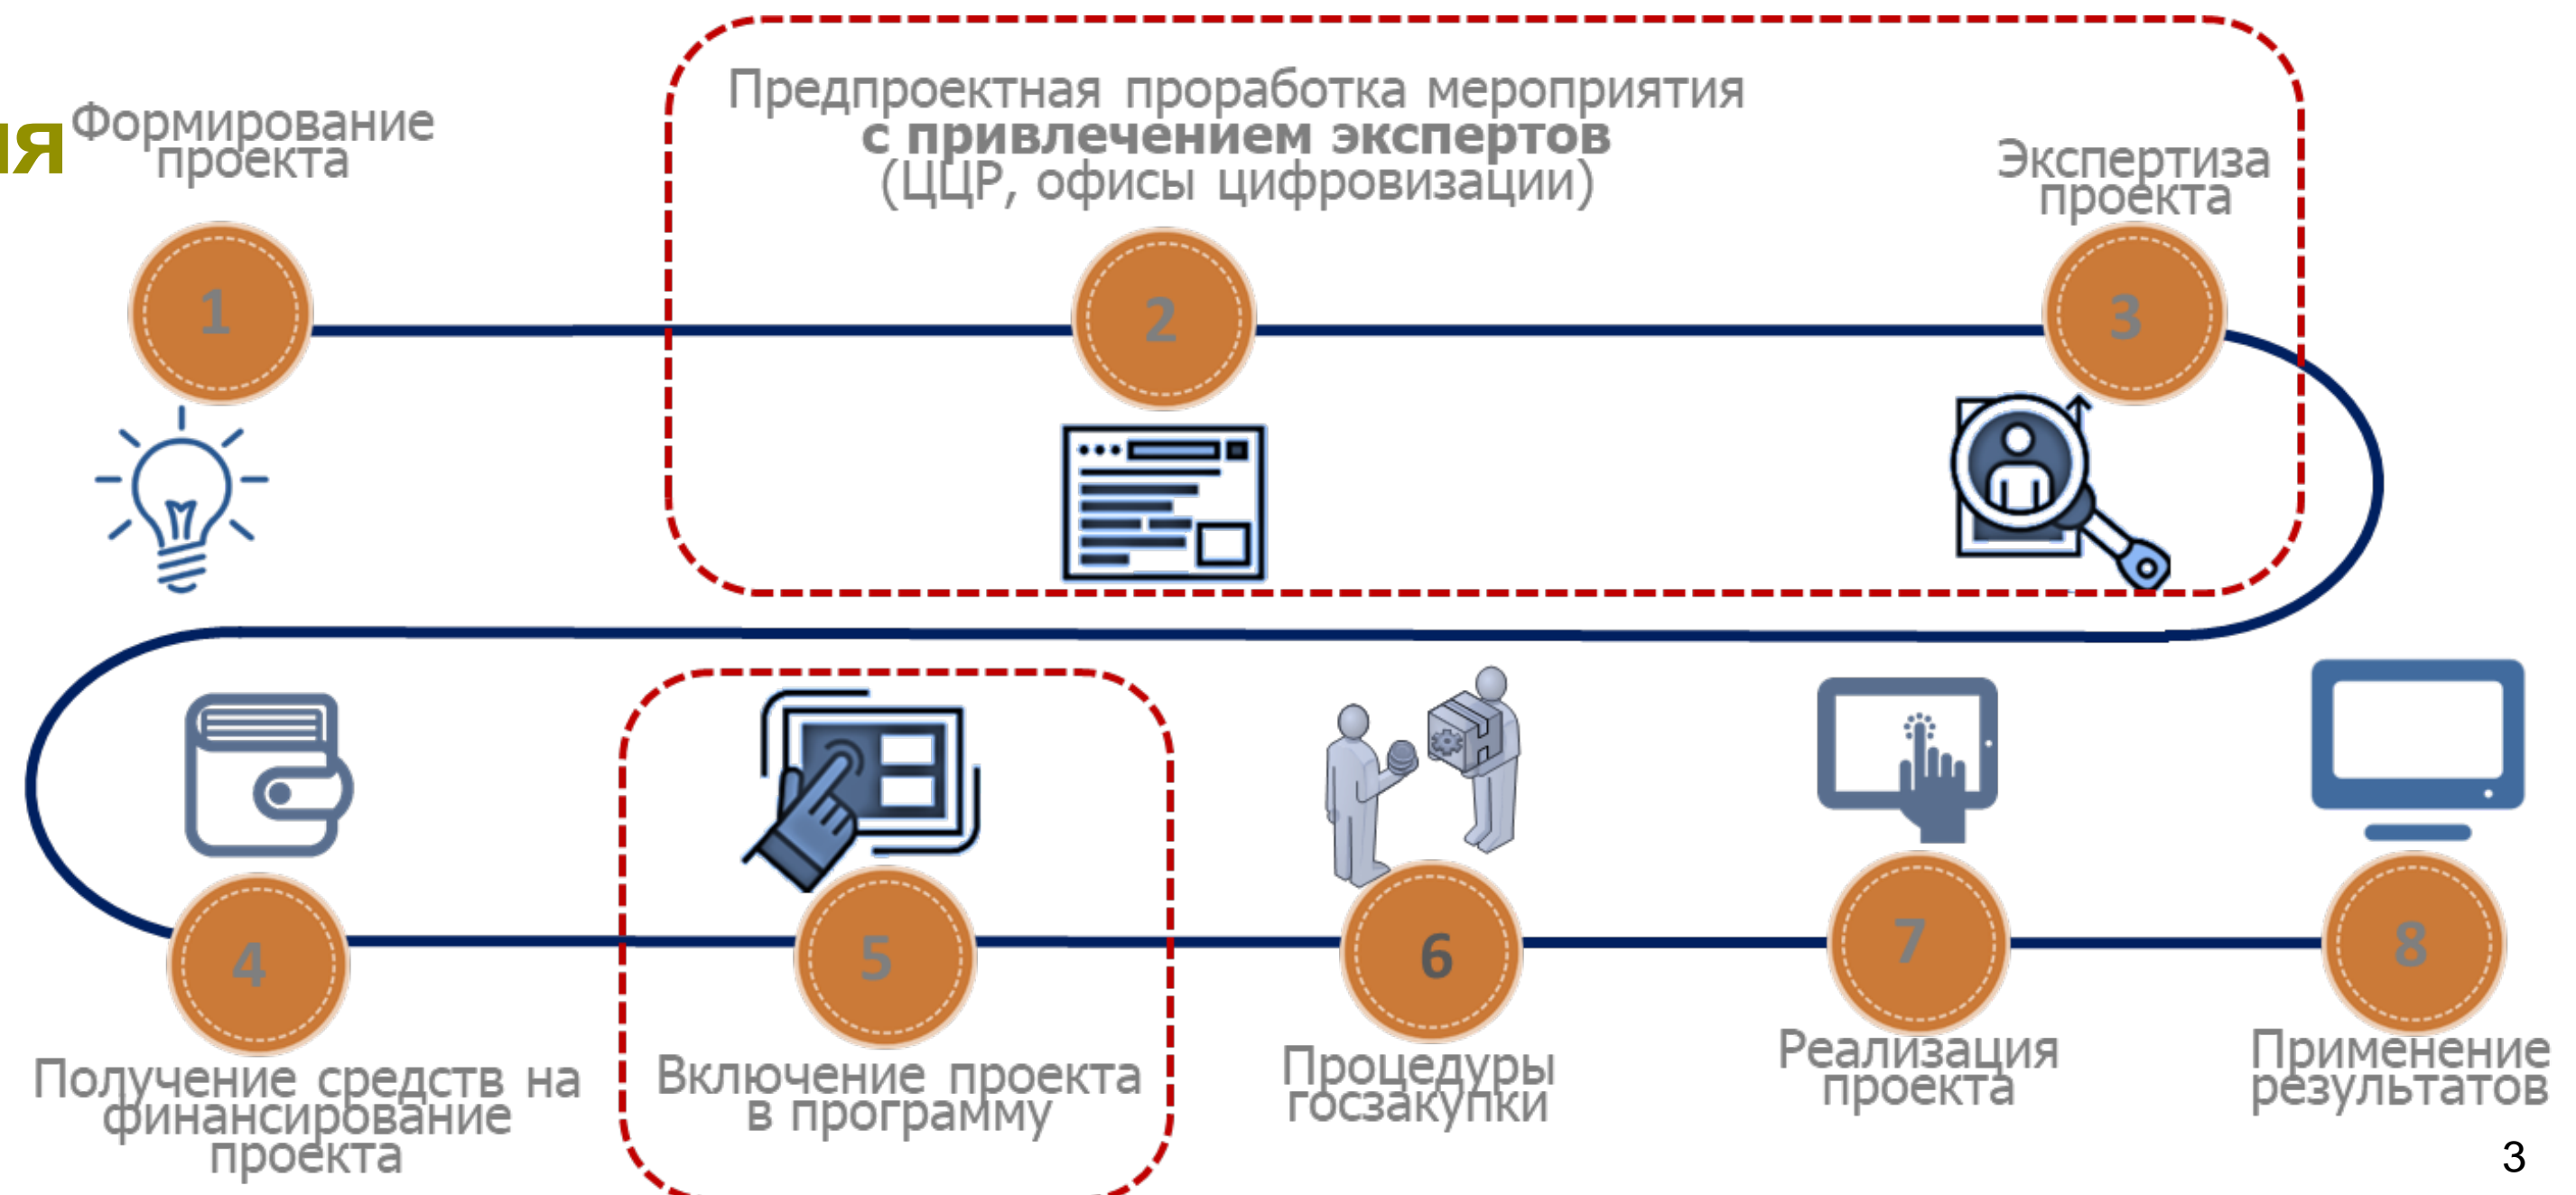 ия
Формирование
проекта
Предпроектная проработка мероприятия
с привлечением экспертов
(ЦЦР, офисы цифровизации)
Экспертиза
проекта
1
2
3
4
5
6
7
8
Получение средств на
финансирование
проекта
Включение проекта
в программу
Процедуры
госзакупки
Реализация
проекта
Применение
результатов
3